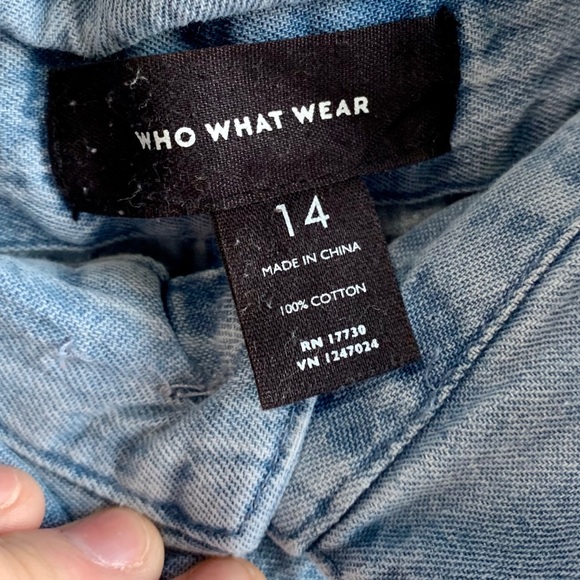 WHO WHAT WEAR
14
MADE IN CHINA
100% COTTON
RN 17730
VN 1247024